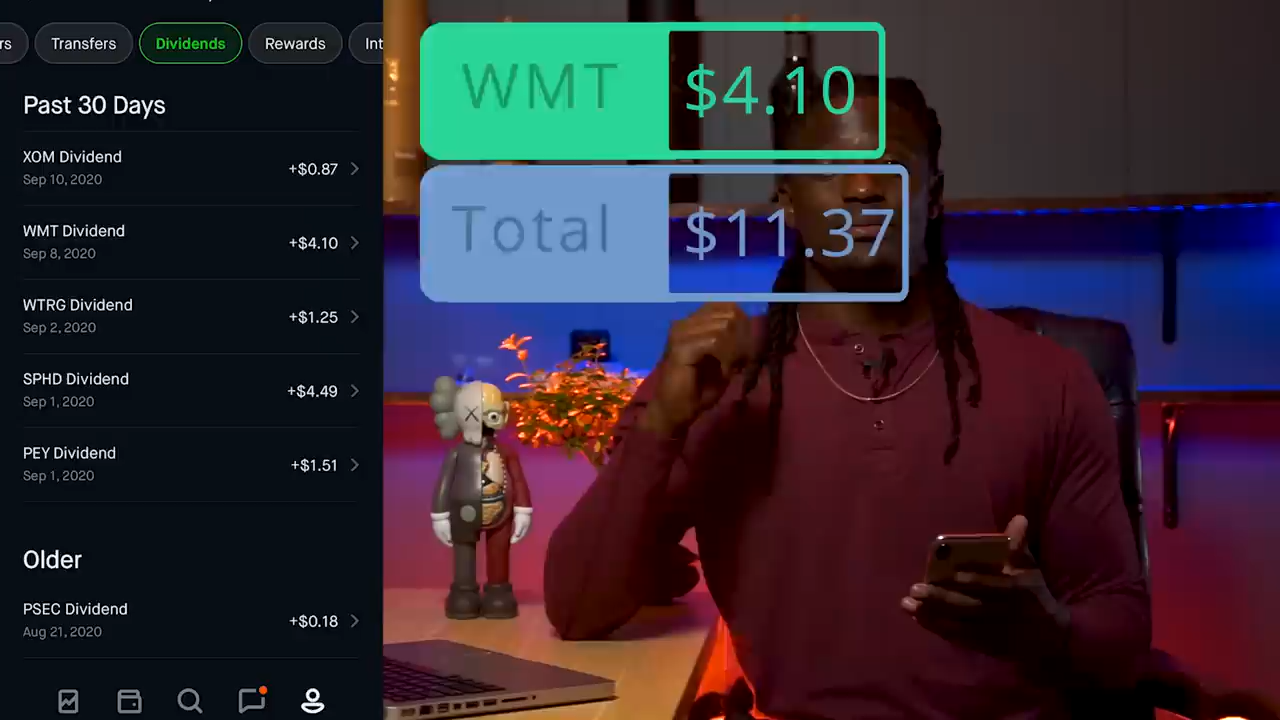 rs
Transfers
Dividends
Rewards
Int
Past 30 Days
XOM Dividend
Sep 10, 2020
+$0.87
WMT Dividend
Sep 8, 2020
+$4.10
WTRG Dividend
Sep 2, 2020
+$1.25
SPHD Dividend
Sep 1, 2020
+$4.49
PEY Dividend
Sep 1, 2020
+$1.51
Older
PSEC Dividend
Aug 21, 2020
+$0.18
WMT
$4.10
Total
$11.37